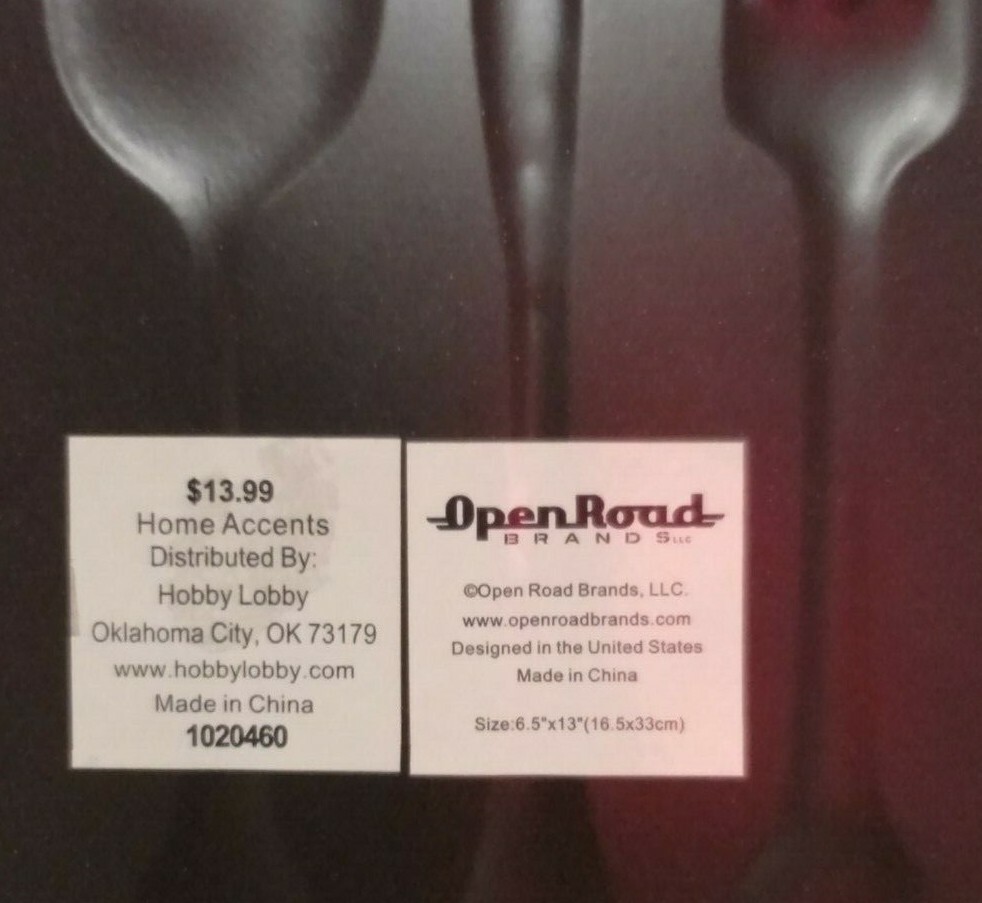 $13.99
Home Accents
Distributed By:
Hobby Lobby
Oklahoma City, OK 73179
www.hobbylobby.com
Made in China
1020460
OpenRoad
BRANDS LLC
©Open Road Brands, LLC.
www.openroadbrands.com
Designed in the United States
Made in China
Size:6.5"x13"(16.5x33cm)